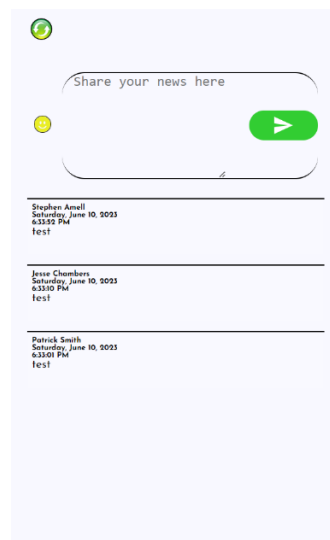 Share your news here
Stephen Amell
Saturday, June 10, 2023
6:33:52 PM
test
Jesse Chambers
Saturday, June 10, 2023
6:33:10 PM
test
Patrick Smith
Saturday, June 10, 2023
6:33:01 PM
test